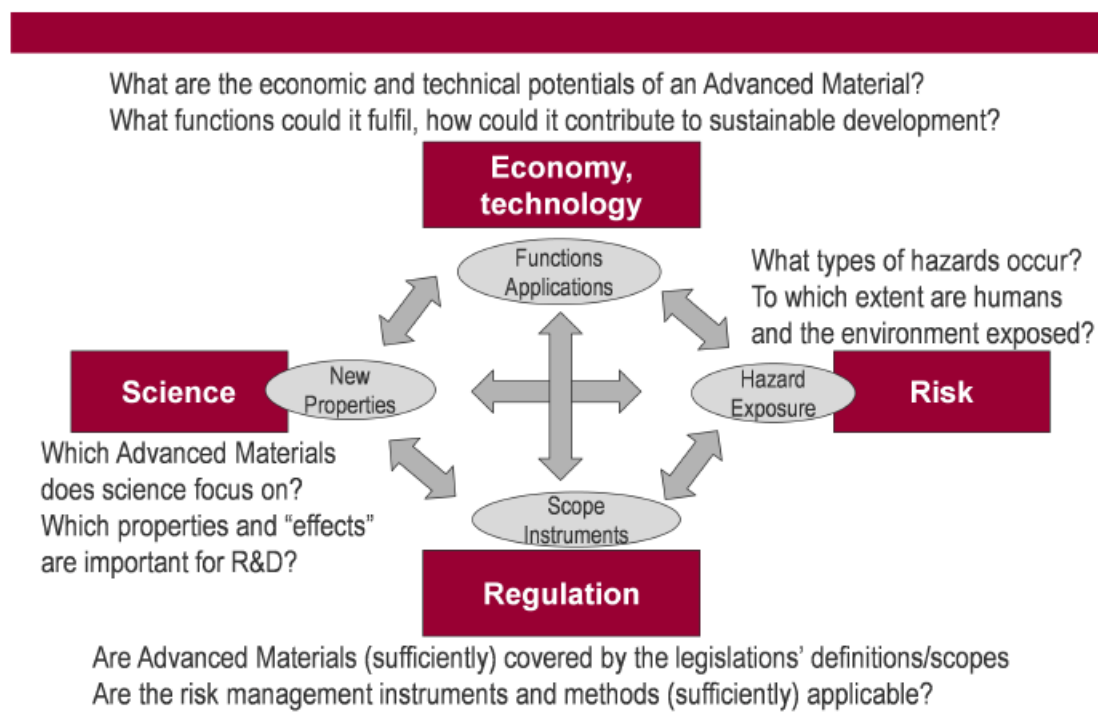 What are the economic and technical potentials of an Advanced Material?
What functions could it fulfil, how could it contribute to sustainable development?
Economy,
technology
Functions
Applications
What types of hazards occur?
To which extent are humans
and the environment exposed?
Science
New
Properties
Hazard
Exposure
Risk
Which Advanced Materials
does science focus on?
Which properties and “effects”
are important for R&D?
Scope
Instruments
Regulation
Are Advanced Materials (sufficiently) covered by the legislations’ definitions/scopes
Are the risk management instruments and methods (sufficiently) applicable?